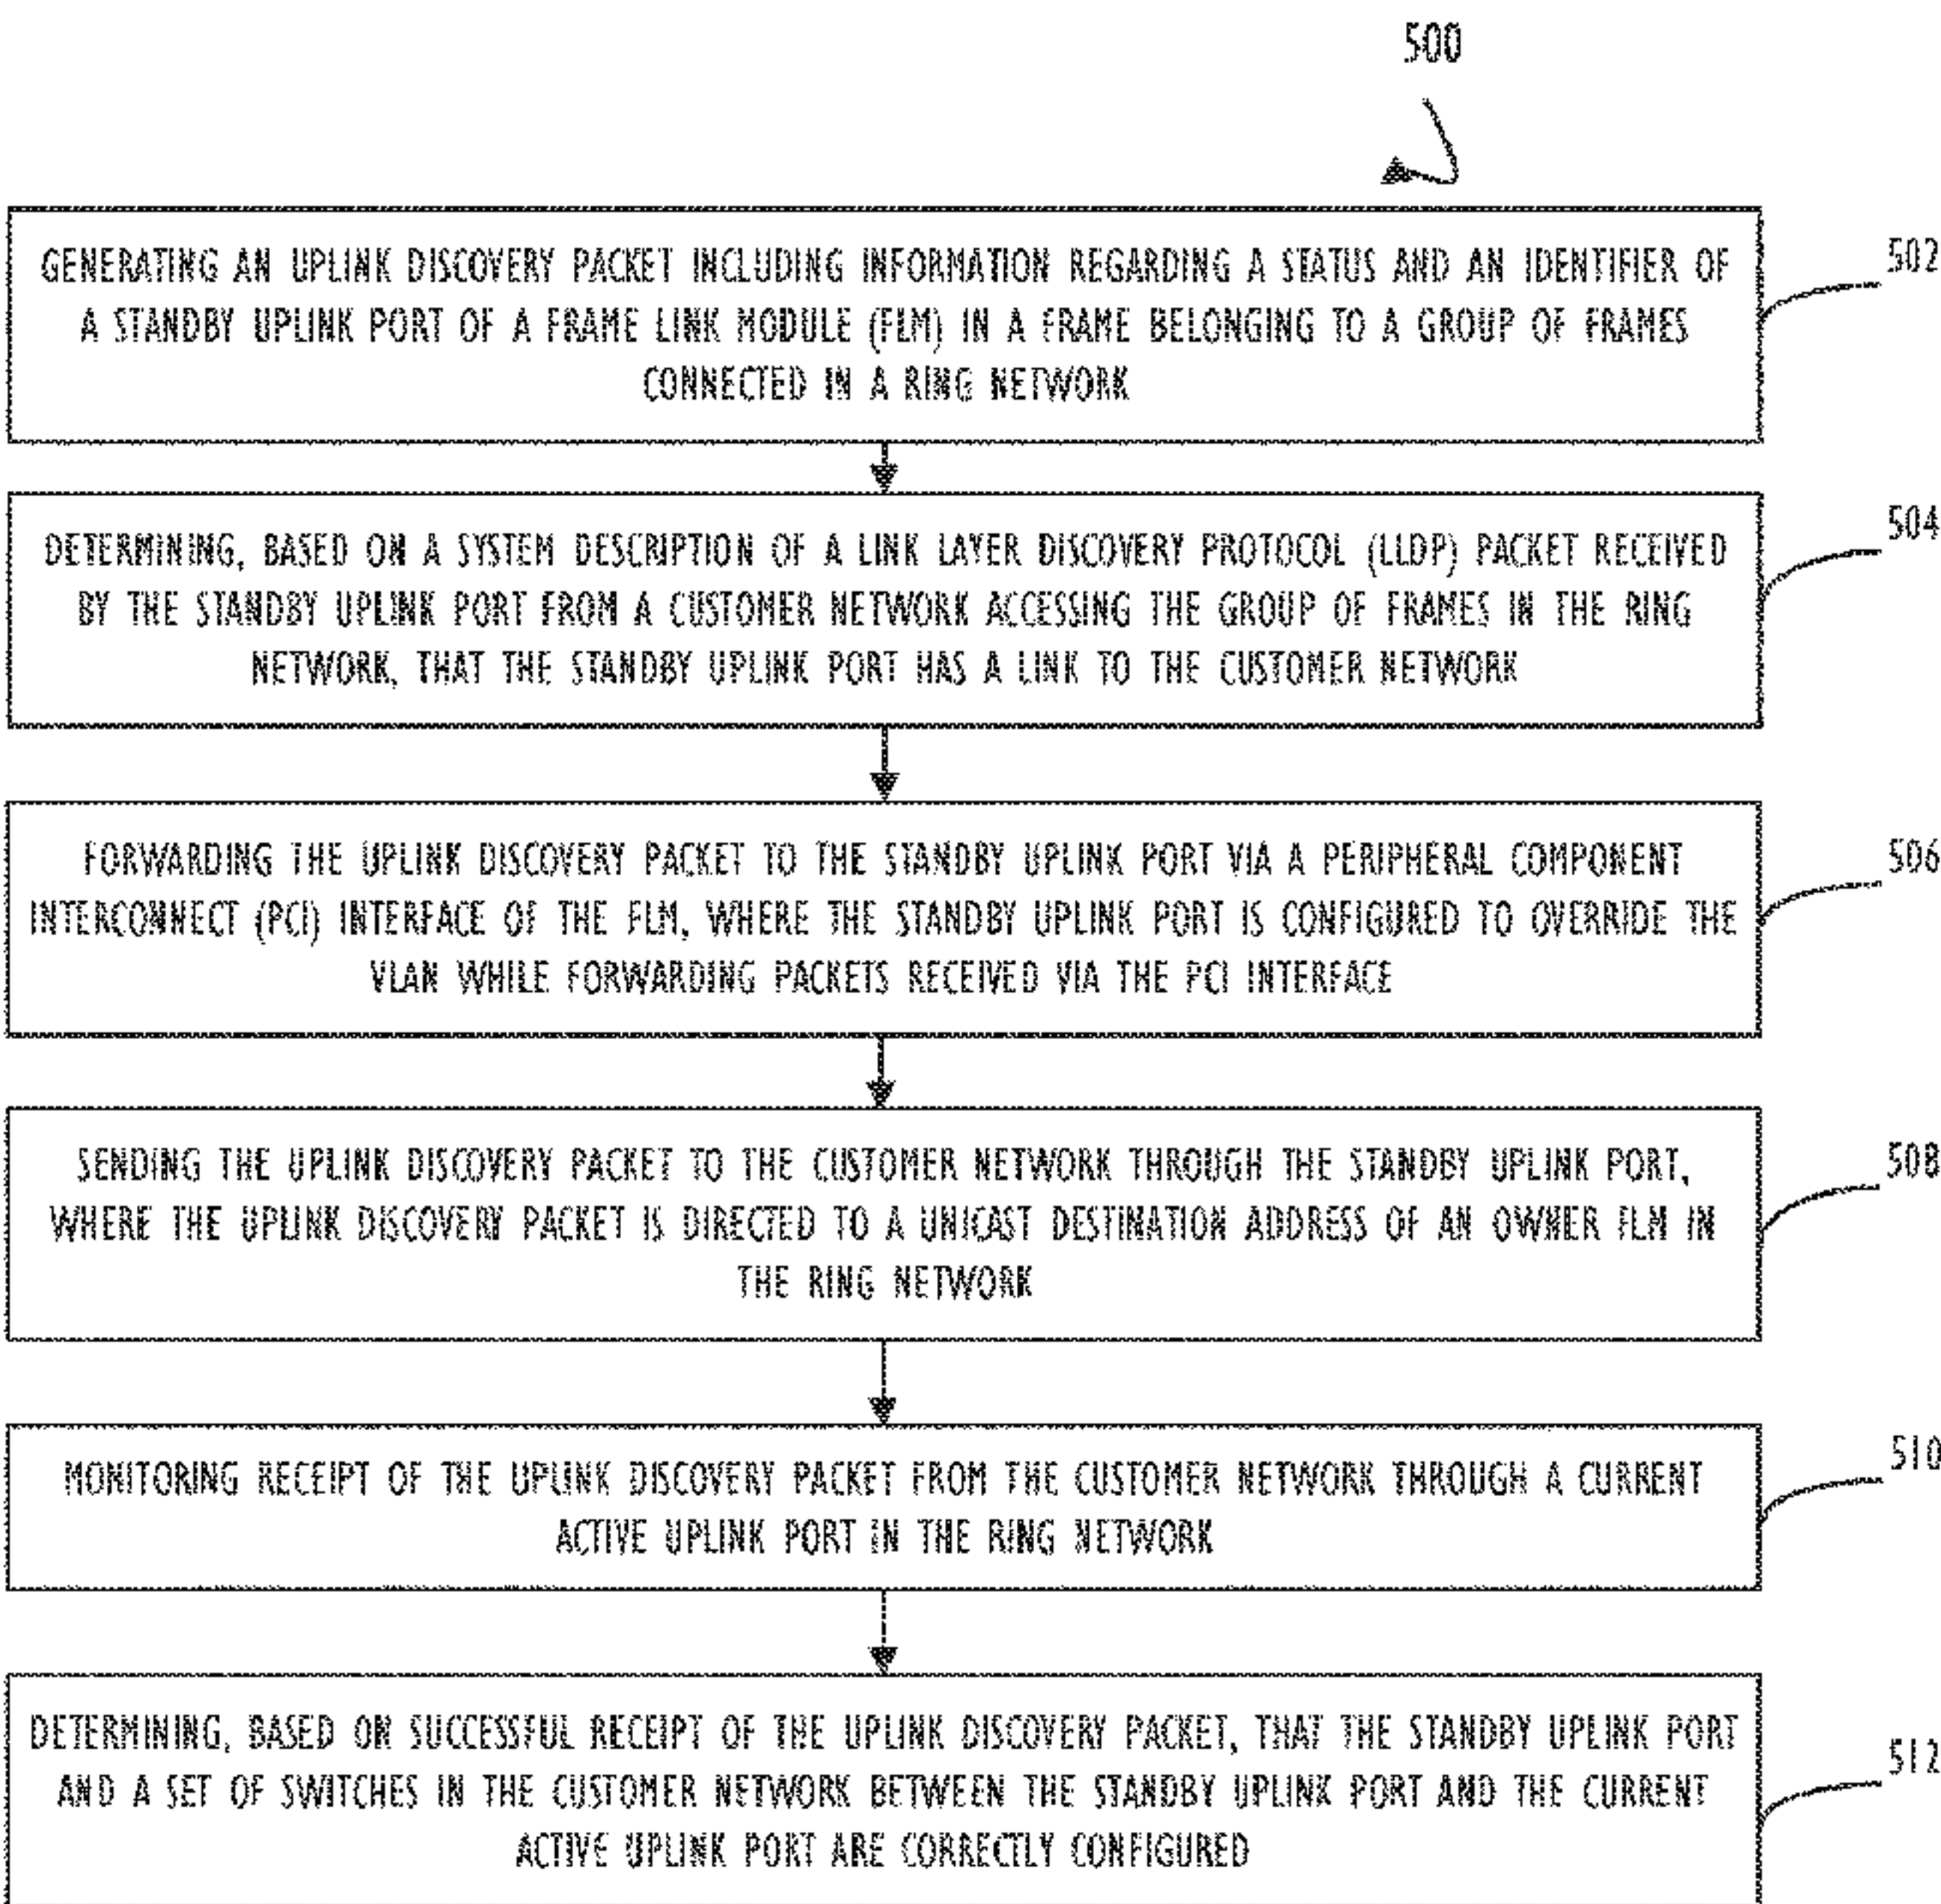 500
GENERATING AN UPLINK DISCOVERY PACKET INCLUDING INFORMATION REGARDING A STATUS AND AN IDENTIFIER OF
A STANDBY UPLINK PORT OF A FRAME LINK MODULE (FLM) IN A FRAME BELONGING TO A GROUP OF FRAMES
CONNECTED IN A RING NETWORK
502
DETERMINING, BASED ON A SYSTEM DESCRIPTION OF A LINK LAYER DISCOVERY PROTOCOL (LLDP) PACKET RECEIVED
BY THE STANDBY UPLINK PORT FROM A CUSTOMER NETWORK ACCESSING THE GROUP OF FRAMES IN THE RING
NETWORK, THAT THE STANDBY UPLINK PORT HAS A LINK TO THE CUSTOMER NETWORK
504
FORWARDING THE UPLINK DISCOVERY PACKET TO THE STANDBY UPLINK PORT VIA A PERIPHERAL COMPONENT
INTERCONNECT (PCI) INTERFACE OF THE FLM, WHERE THE STANDBY UPLINK PORT IS CONFIGURED TO OVERRIDE THE
VLAN WHILE FORWARDING PACKETS RECEIVED VIA THE PCI INTERFACE
506
SENDING THE UPLINK DISCOVERY PACKET TO THE CUSTOMER NETWORK THROUGH THE STANDBY UPLINK PORT,
WHERE THE UPLINK DISCOVERY PACKET IS DIRECTED TO A UNICAST DESTINATION ADDRESS OF AN OWNER FLM IN
THE RING NETWORK
508
MONITORING RECEIPT OF THE UPLINK DISCOVERY PACKET FROM THE CUSTOMER NETWORK THROUGH A CURRENT
ACTIVE UPLINK PORT IN THE RING NETWORK
510
DETERMINING, BASED ON SUCCESSFUL RECEIPT OF THE UPLINK DISCOVERY PACKET, THAT THE STANDBY UPLINK PORT
AND A SET OF SWITCHES IN THE CUSTOMER NETWORK BETWEEN THE STANDBY UPLINK PORT AND THE CURRENT
ACTIVE UPLINK PORT ARE CORRECTLY CONFIGURED
512